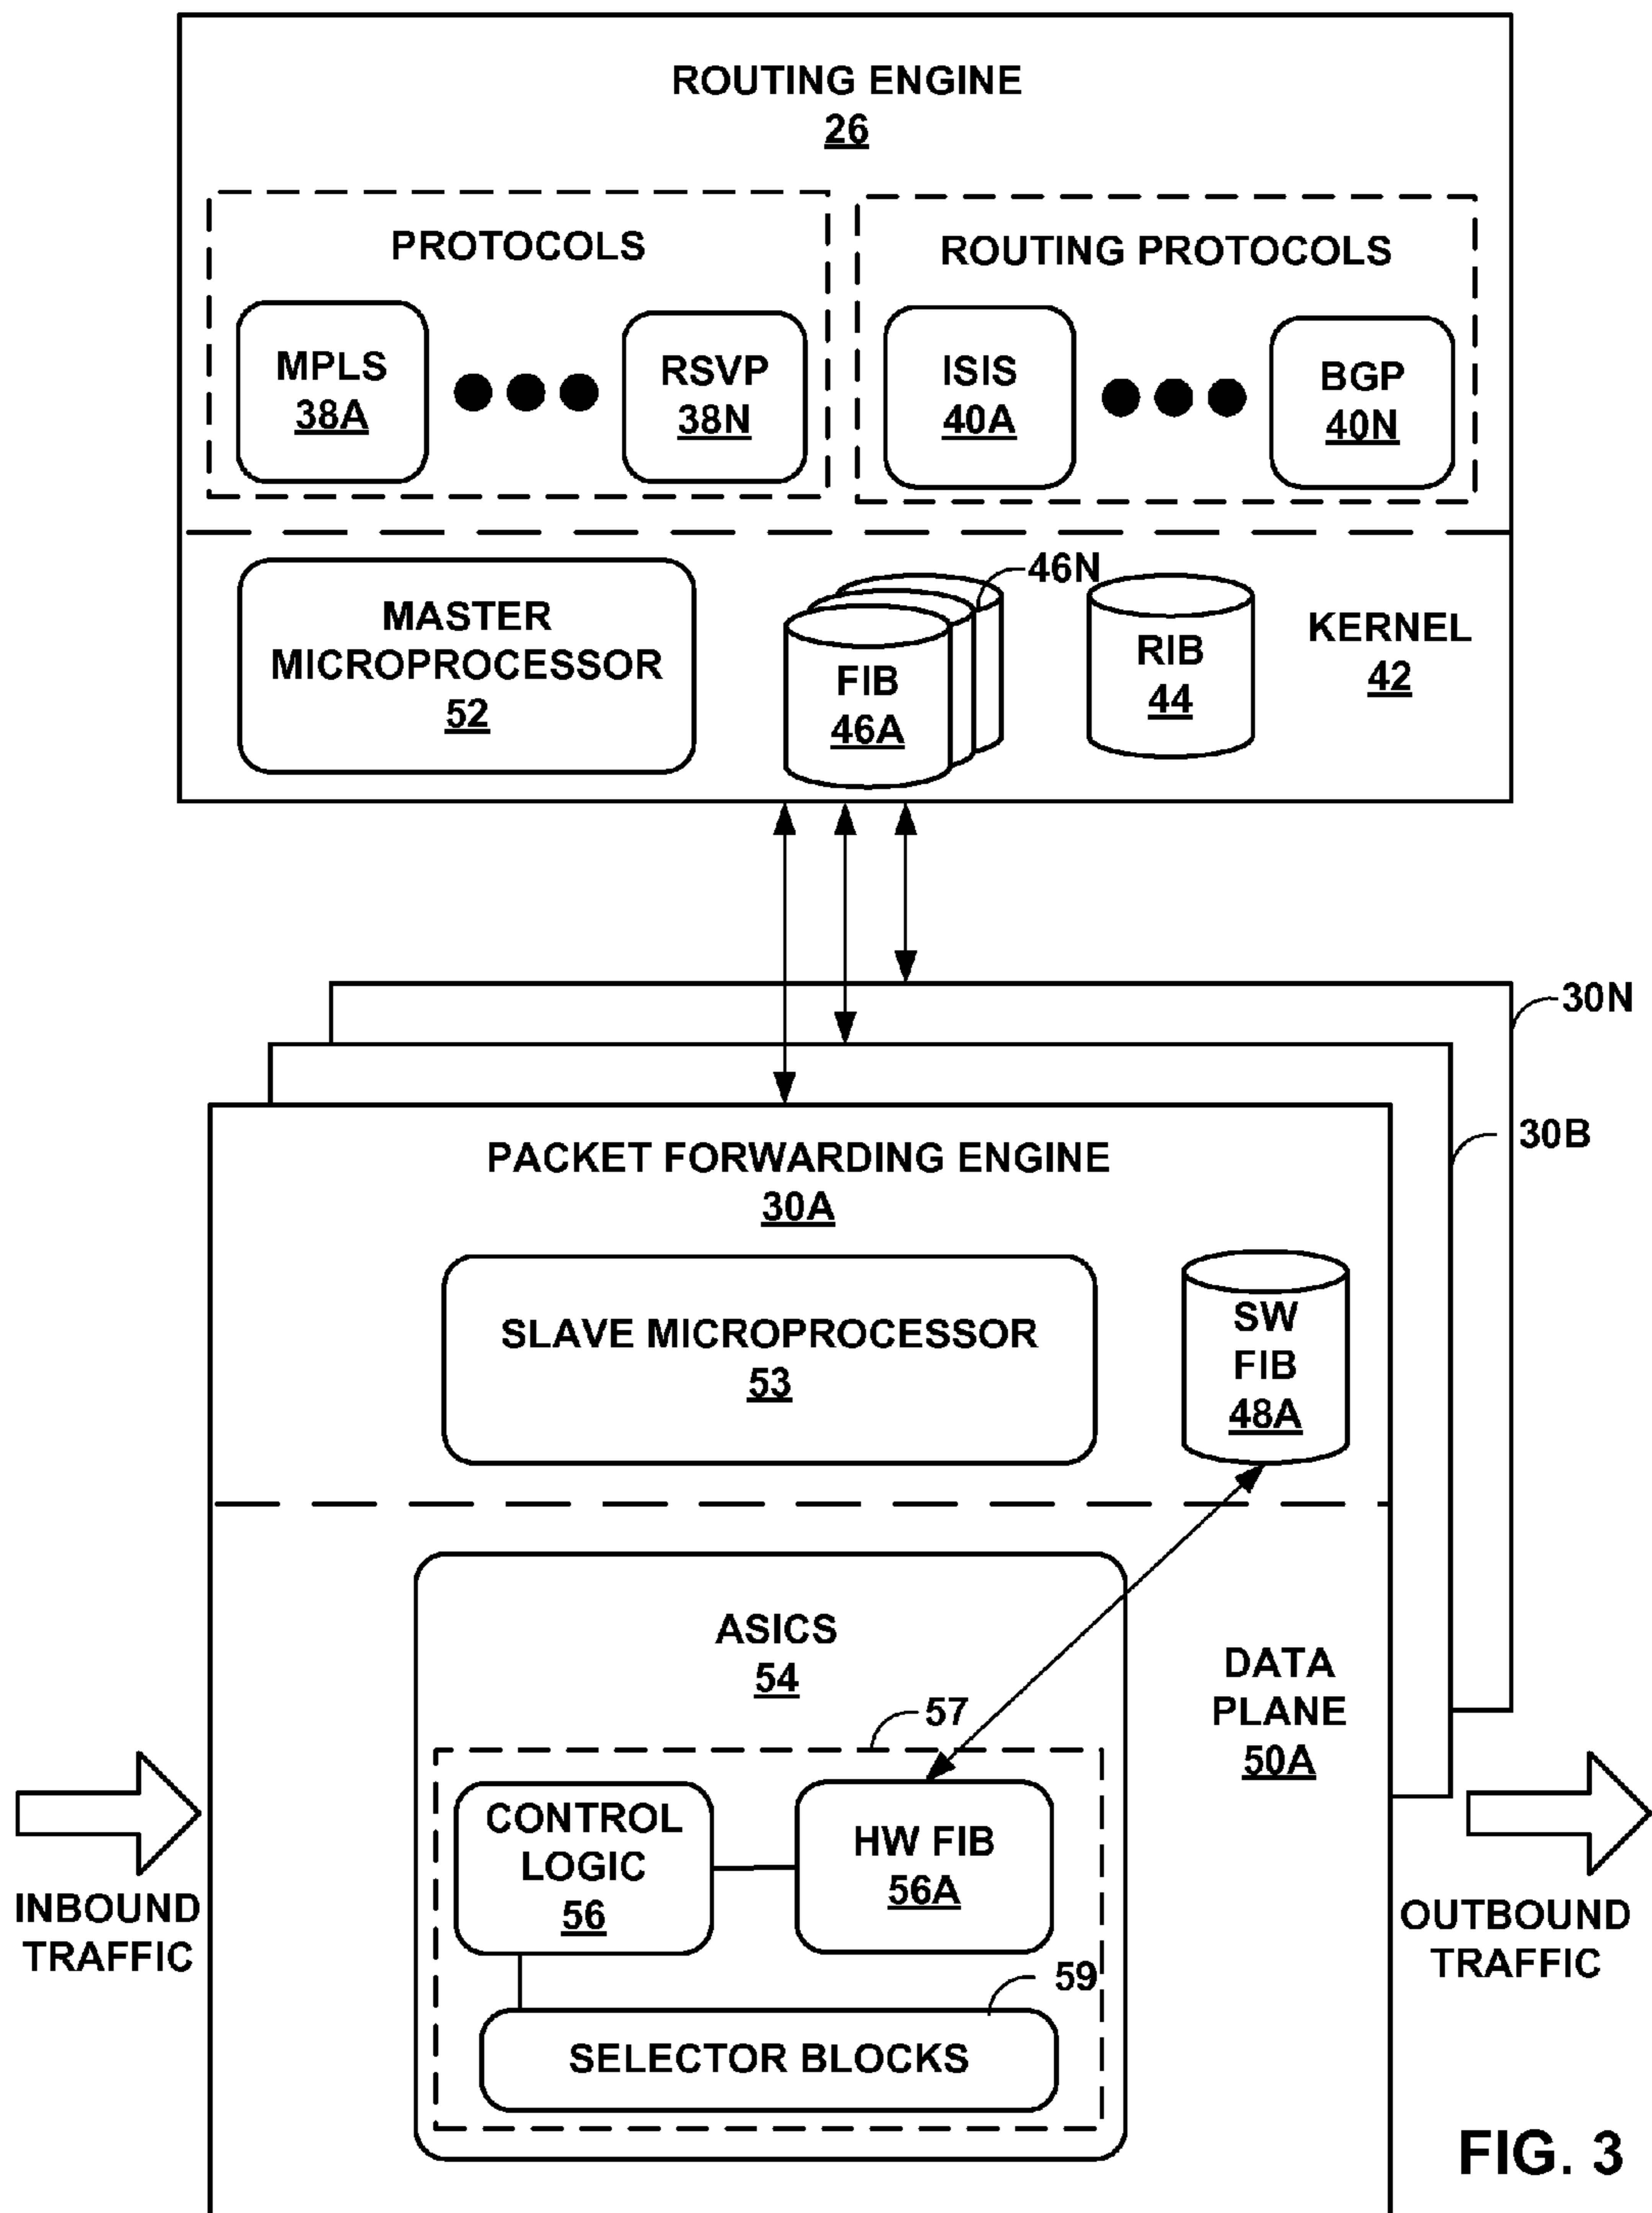 ROUTING ENGINE
26
PROTOCOLS
MPLS
38A
RSVP
38N
ROUTING PROTOCOLS
ISIS
40A
BGP
40N
MASTER
MICROPROCESSOR
52
46N
FIB
46A
RIB
44
KERNEL
42
30N
30B
PACKET FORWARDING ENGINE
30A
SLAVE MICROPROCESSOR
53
SW
FIB
48A
ASICS
54
57
DATA
PLANE
50A
CONTROL
LOGIC
56
HW FIB
56A
59
SELECTOR BLOCKS
INBOUND
TRAFFIC
OUTBOUND
TRAFFIC
FIG. 3